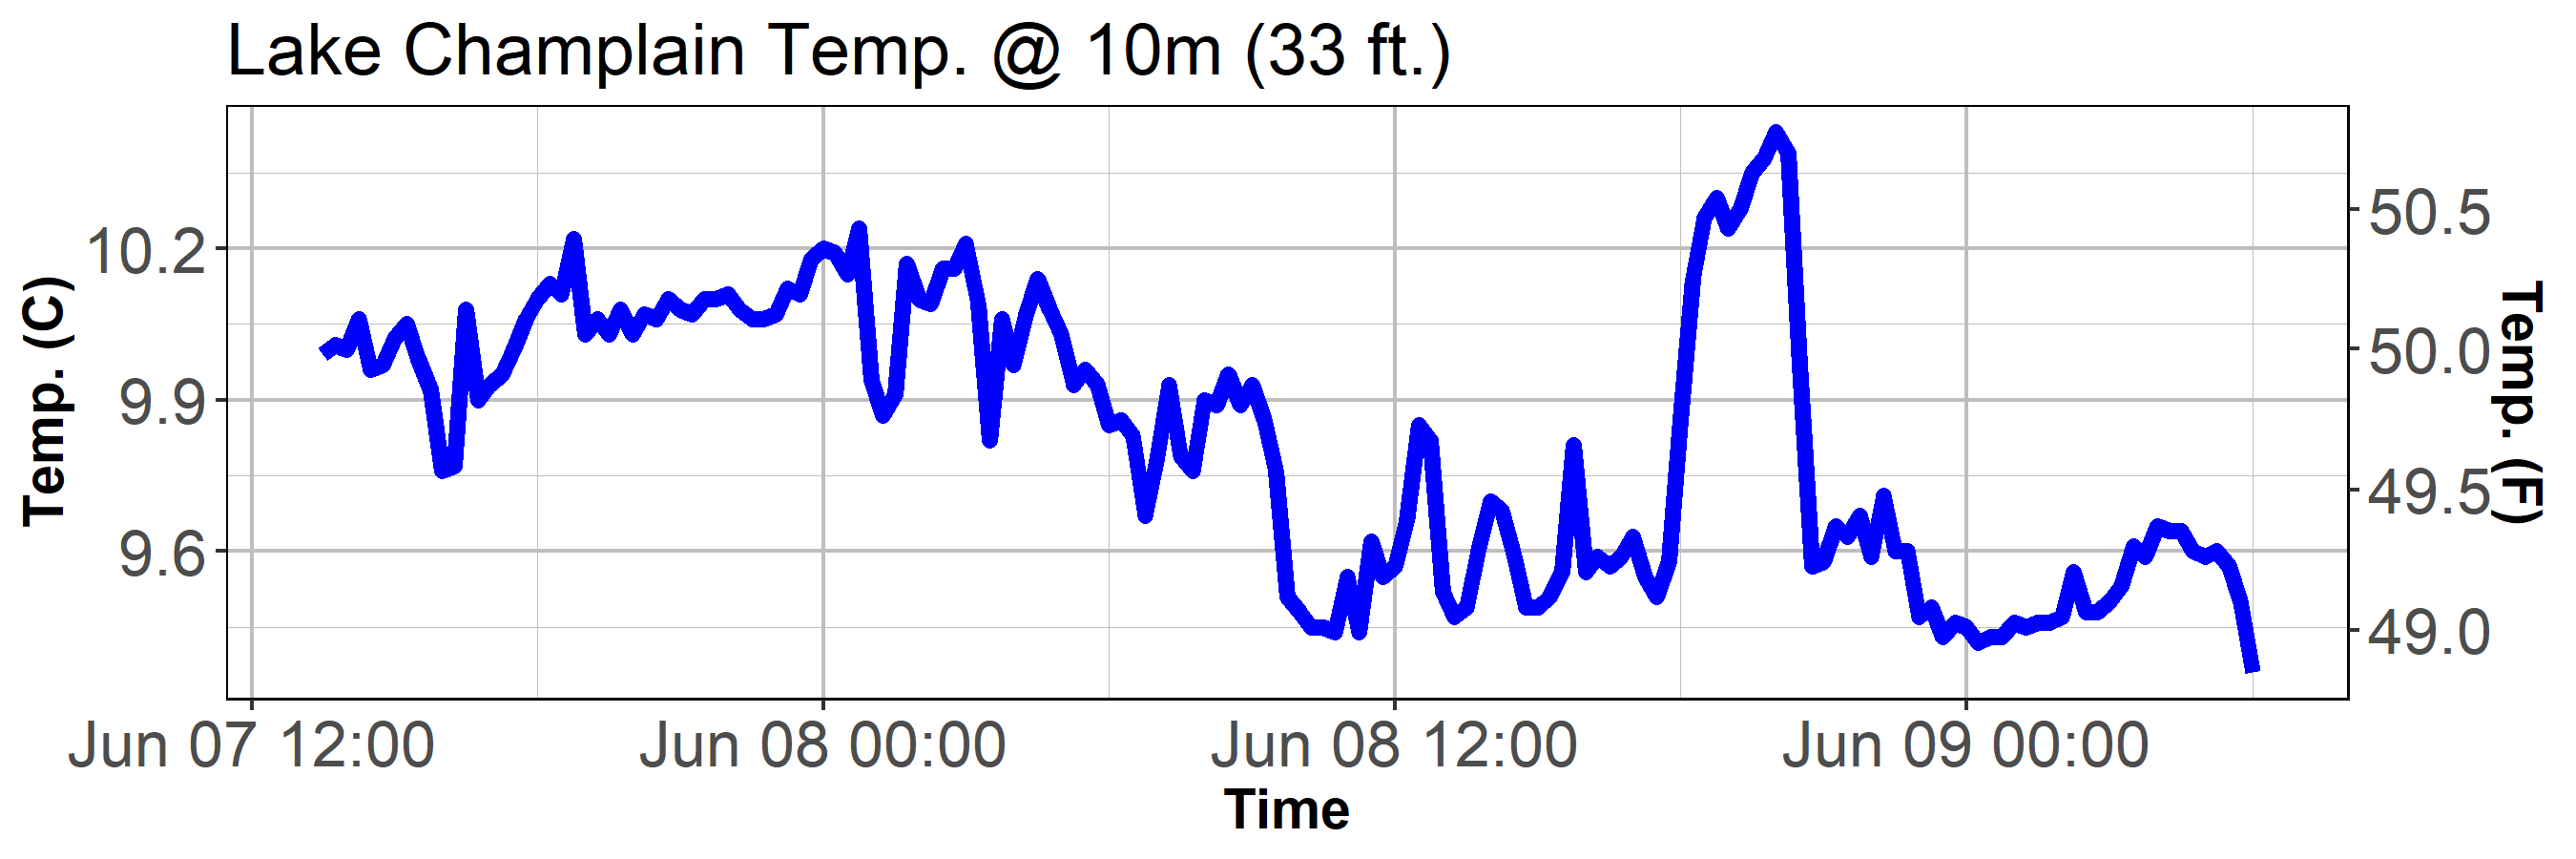 Lake Champlain Temp. @ 10m (33 ft.)
Temp. (C)
10.2
9.9
9.6
50.5
50.0
49.5
49.0
Temp. (F)
Jun 07 12:00 Jun 08 00:00 Jun 08 12:00 Jun 09 00:00
Time